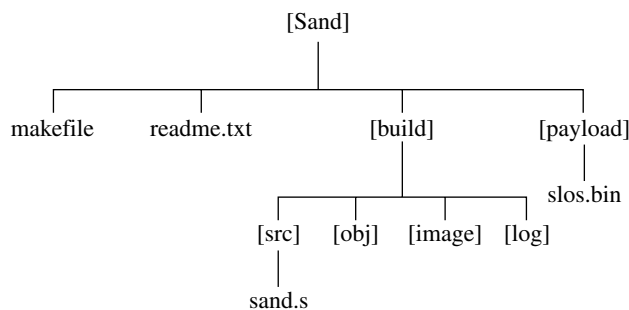 [Sand]
makefile readme.txt [build] [payload]
slos.bin
[src] [obj] [image] [log]
sand.s